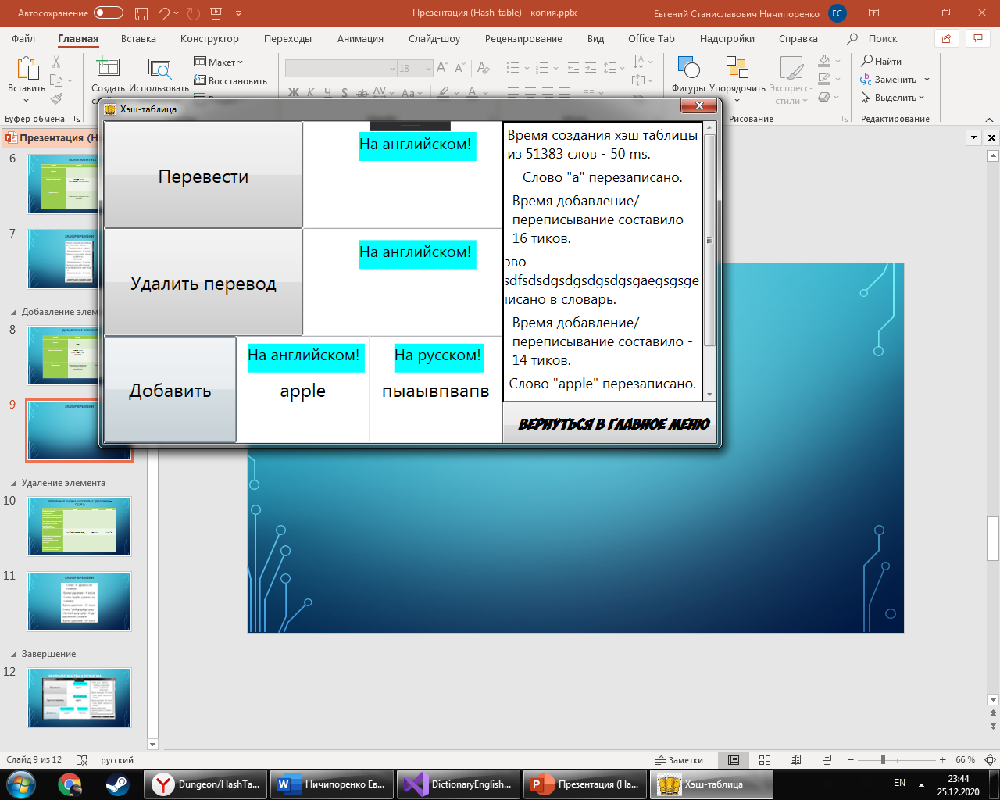 Автосохранение
Презентация (Hash-table) - копия.pptx
Евгений Станиславович Ничипоренко
ЕС
Файл
Главная
Вставка
Конструктор
Переходы
Анимация
Слайд-шоу
Рецензирование
Вид
Office Tab
Надстройки
Справка
Поиск
Вставить
Создать
Использовать
Макет
Восстановить
18
Ж К Ч S ab AV Aa A
Фигуры
Упорядочить
Экспресс-
стили
Найти
Заменить
Выделить
Буфер обмена
Рисование
Редактирование
Презентация (H
Хэш-таблица
Перевести
На английском!
Удалить перевод
На английском!
Добавить
На английском!
apple
На русском!
пыаывпвапв
Время создания хэш таблицы
из 51383 слов - 50 ms.
Слово "a" перезаписано.
Время добавление/
переписывание составило -
16 тиков.
ово
sdfsdsdgsdgsdgsdgsgaegsgsge
исано в словарь.
Время добавление/
переписывание составило -
14 тиков.
Слово "apple" перезаписано.
ВЕРНУТЬСЯ В ГЛАВНОЕ МЕНЮ
6
7
Добавление элем
8
9
Удаление элемента
10
11
Завершение
12
Слайд 9 из 12
русский
Заметки
66 %
Dungeon/HashTa...
Ничипоренко Ев...
DictionaryEnglish...
Презентация (На...
Хэш-таблица
EN
23:44
25.12.2020